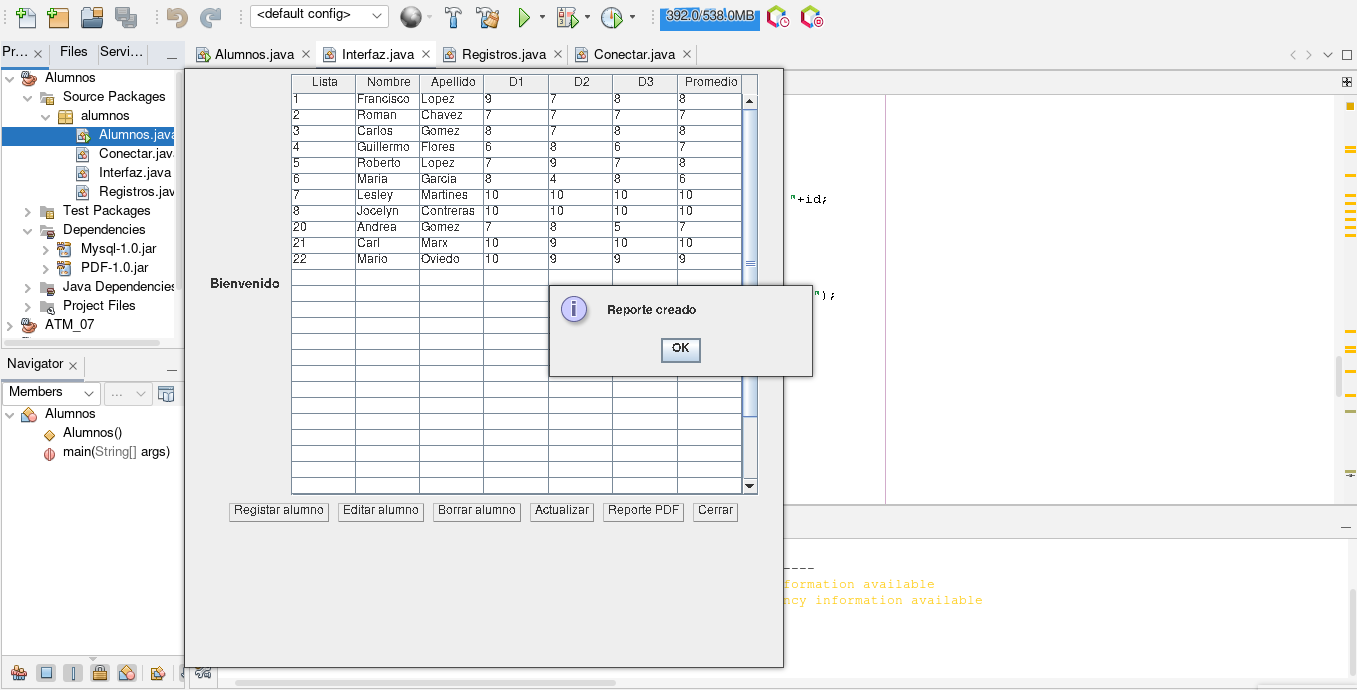 <default config>
392.0/538.0MB
Pr...
Files
Servi...
Alumnos.java
Interfaz.java
Registros.java
Conectar.java
Alumnos
Source Packages
alumnos
Alumnos.java
Conectar.jav
Interfaz.java
Registros.jav
Test Packages
Dependencies
Mysql-1.0.jar
PDF-1.0.jar
Java Dependencies
Project Files
ATM_07
Navigator
Members
...
Alumnos
Alumnos()
main(String[] args)
Bienvenido
Lista Nombre Apellido D1 D2 D3 Promedio
1 Francisco Lopez 9 7 8 8
2 Roman Chavez 7 7 7 7
3 Carlos Gomez 8 7 8 8
4 Guillermo Flores 6 8 6 7
5 Roberto Lopez 7 9 7 8
6 Maria Garcia 8 4 8 6
7 Lesley Martines 10 10 10 10
8 Jocelyn Contreras 10 10 10 10
20 Andrea Gomez 7 8 5 7
21 Carl Marx 10 9 10 10
22 Mario Oviedo 10 9 9 9
Reporte creado
OK
Registar alumno
Editar alumno
Borrar alumno
Actualizar
Reporte PDF
Cerrar
"+id;
");
----
formation available
ncy information available